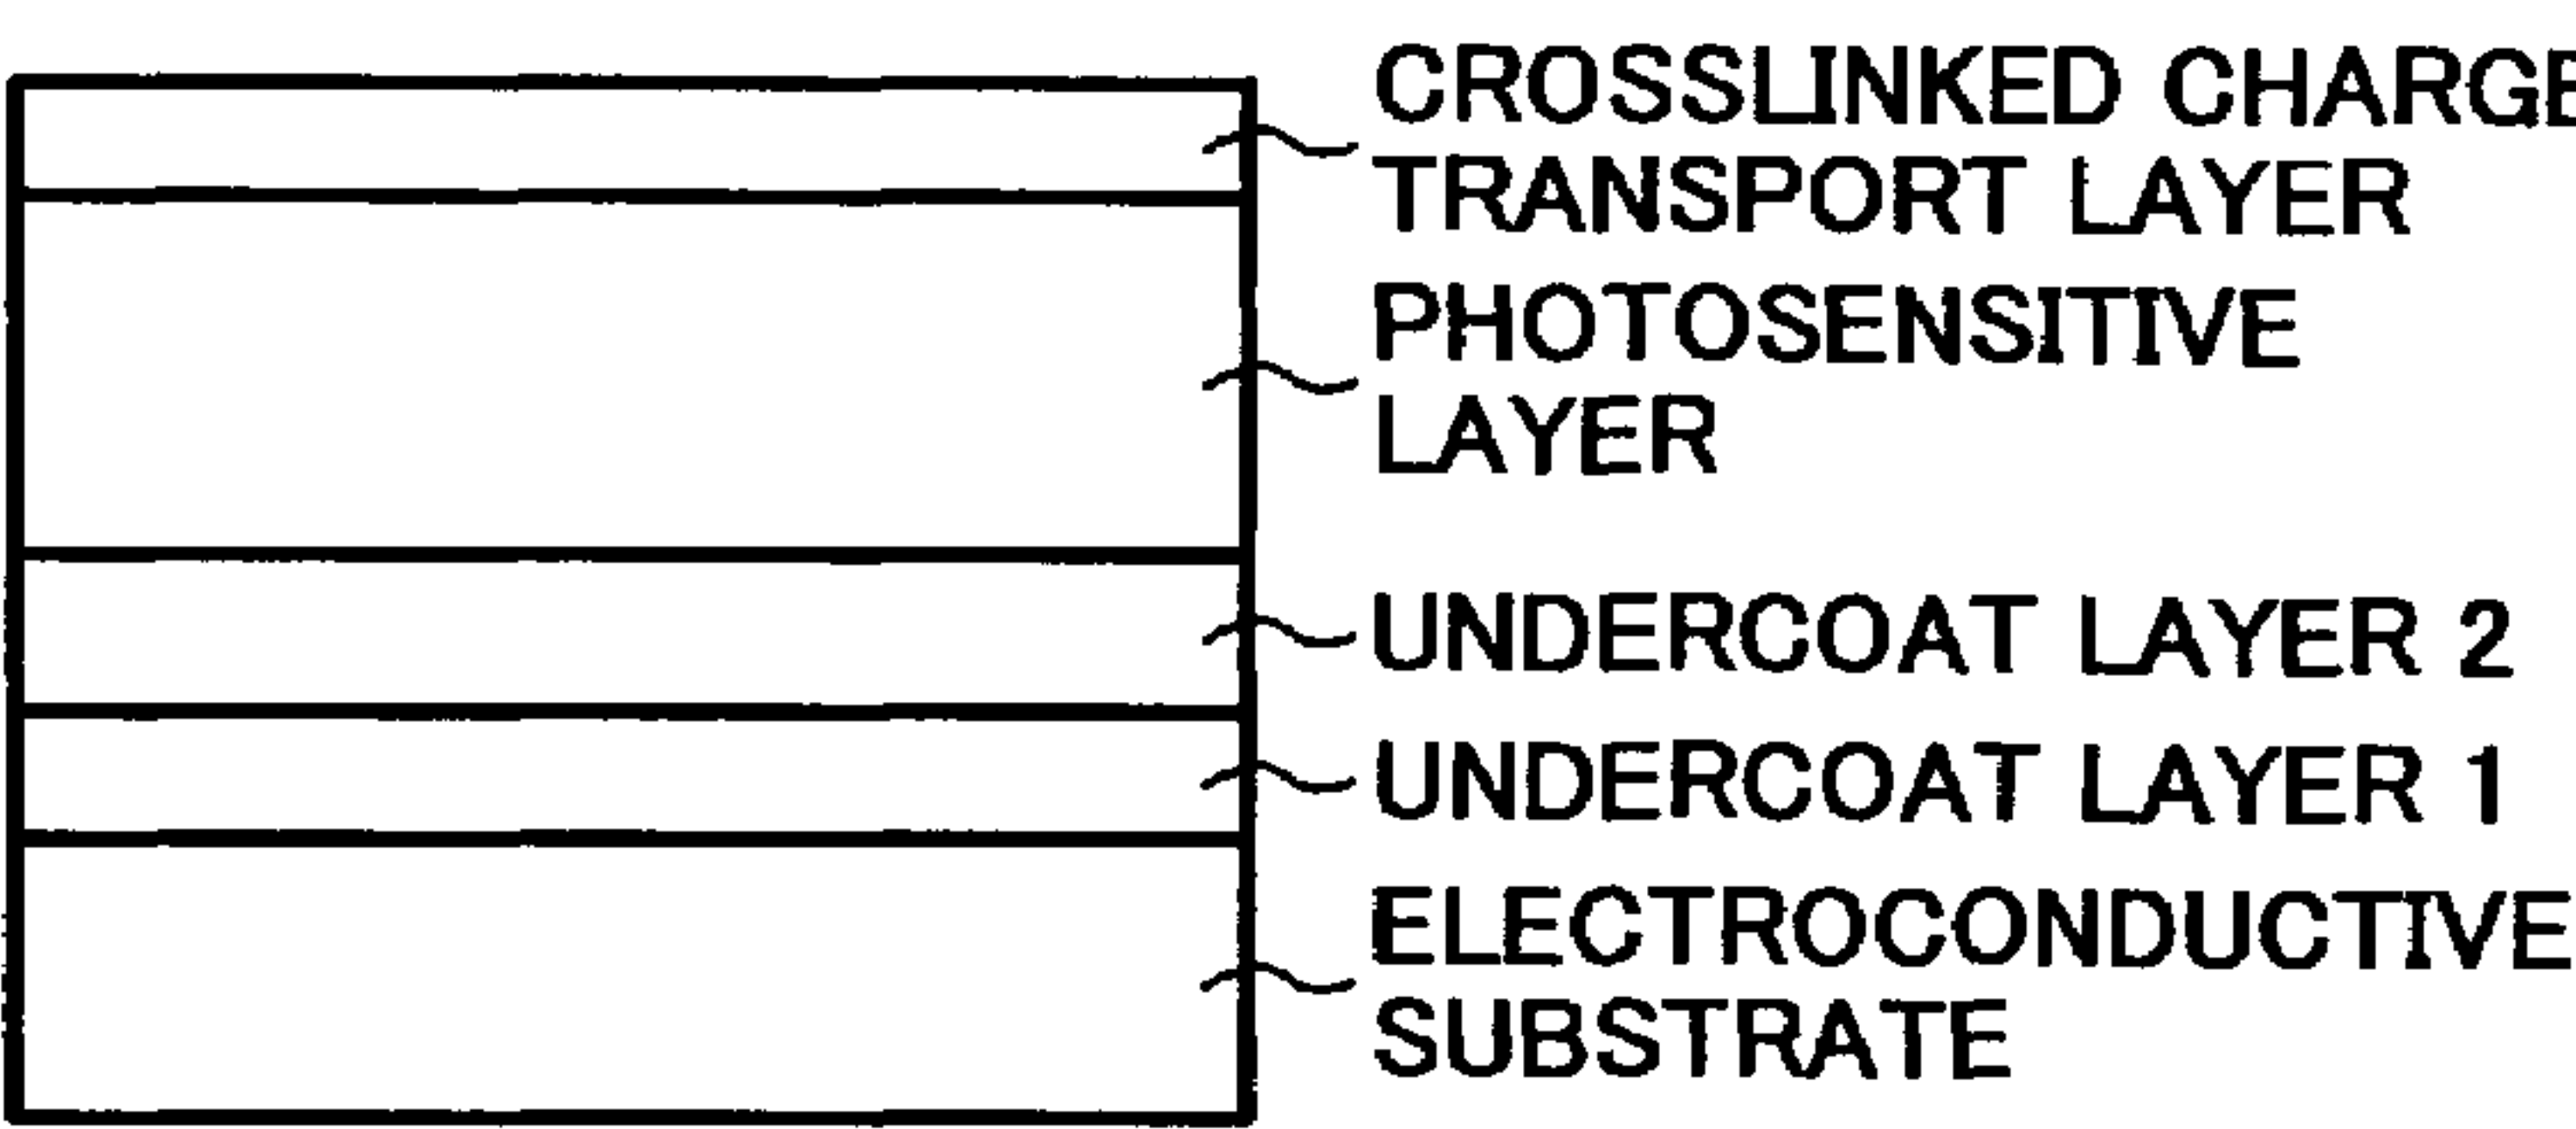 CROSSLINKED CHARGE
TRANSPORT LAYER
PHOTOSENSITIVE
LAYER
UNDERCOAT LAYER 2
UNDERCOAT LAYER 1
ELECTROCONDUCTIVE
SUBSTRATE